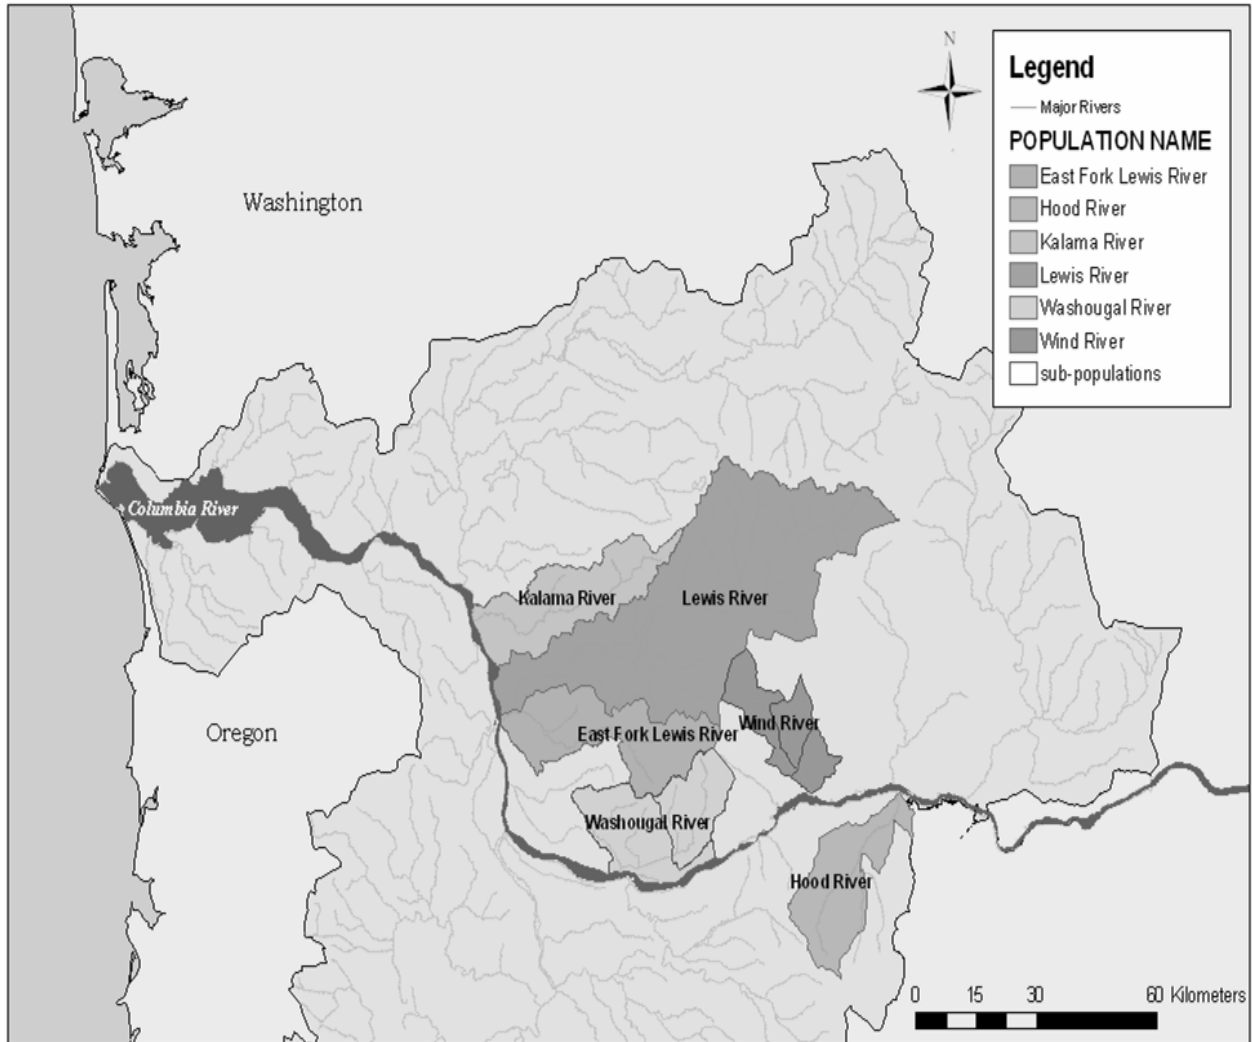 N
Legend
Major Rivers
POPULATION NAME
East Fork Lewis River
Hood River
Kalama River
Lewis River
Washougal River
Wind River
sub-populations
Washington
Columbia River
Kalama River
Lewis River
Oregon
Wind River
East Fork Lewis River
Washougal River
Hood River
0 15 30 60 Kilometers